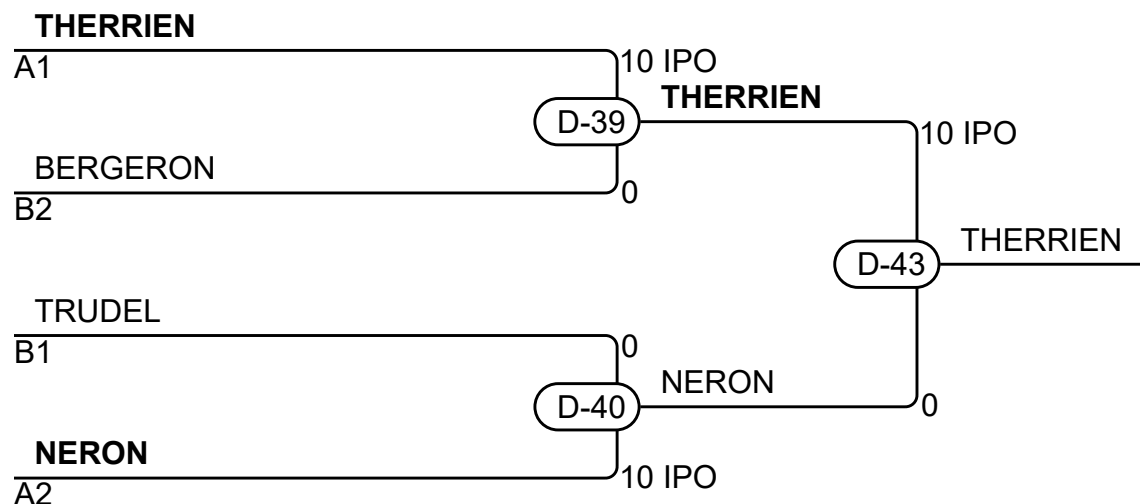 THERRIEN
A1
10 IPO
D-39
THERRIEN
10 IPO
BERGERON
B2
0
D-43
THERRIEN
TRUDEL
B1
0
D-40
NERON
0
NERON
A2
10 IPO